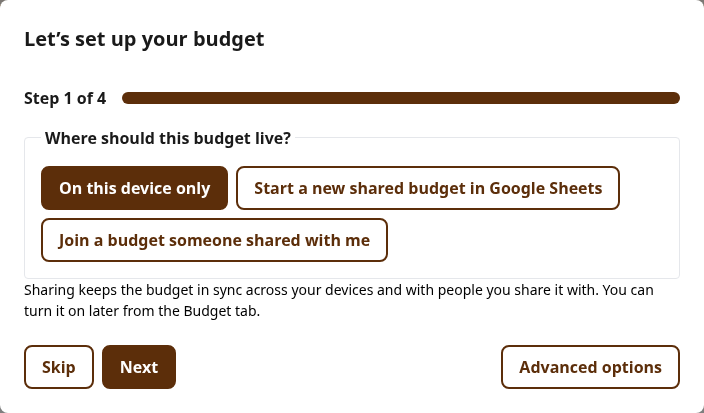 Let’s set up your budget
Step 1 of 4
Where should this budget live?
On this device only
Start a new shared budget in Google Sheets
Join a budget someone shared with me
Sharing keeps the budget in sync across your devices and with people you share it with. You can
turn it on later from the Budget tab.
Skip
Next
Advanced options